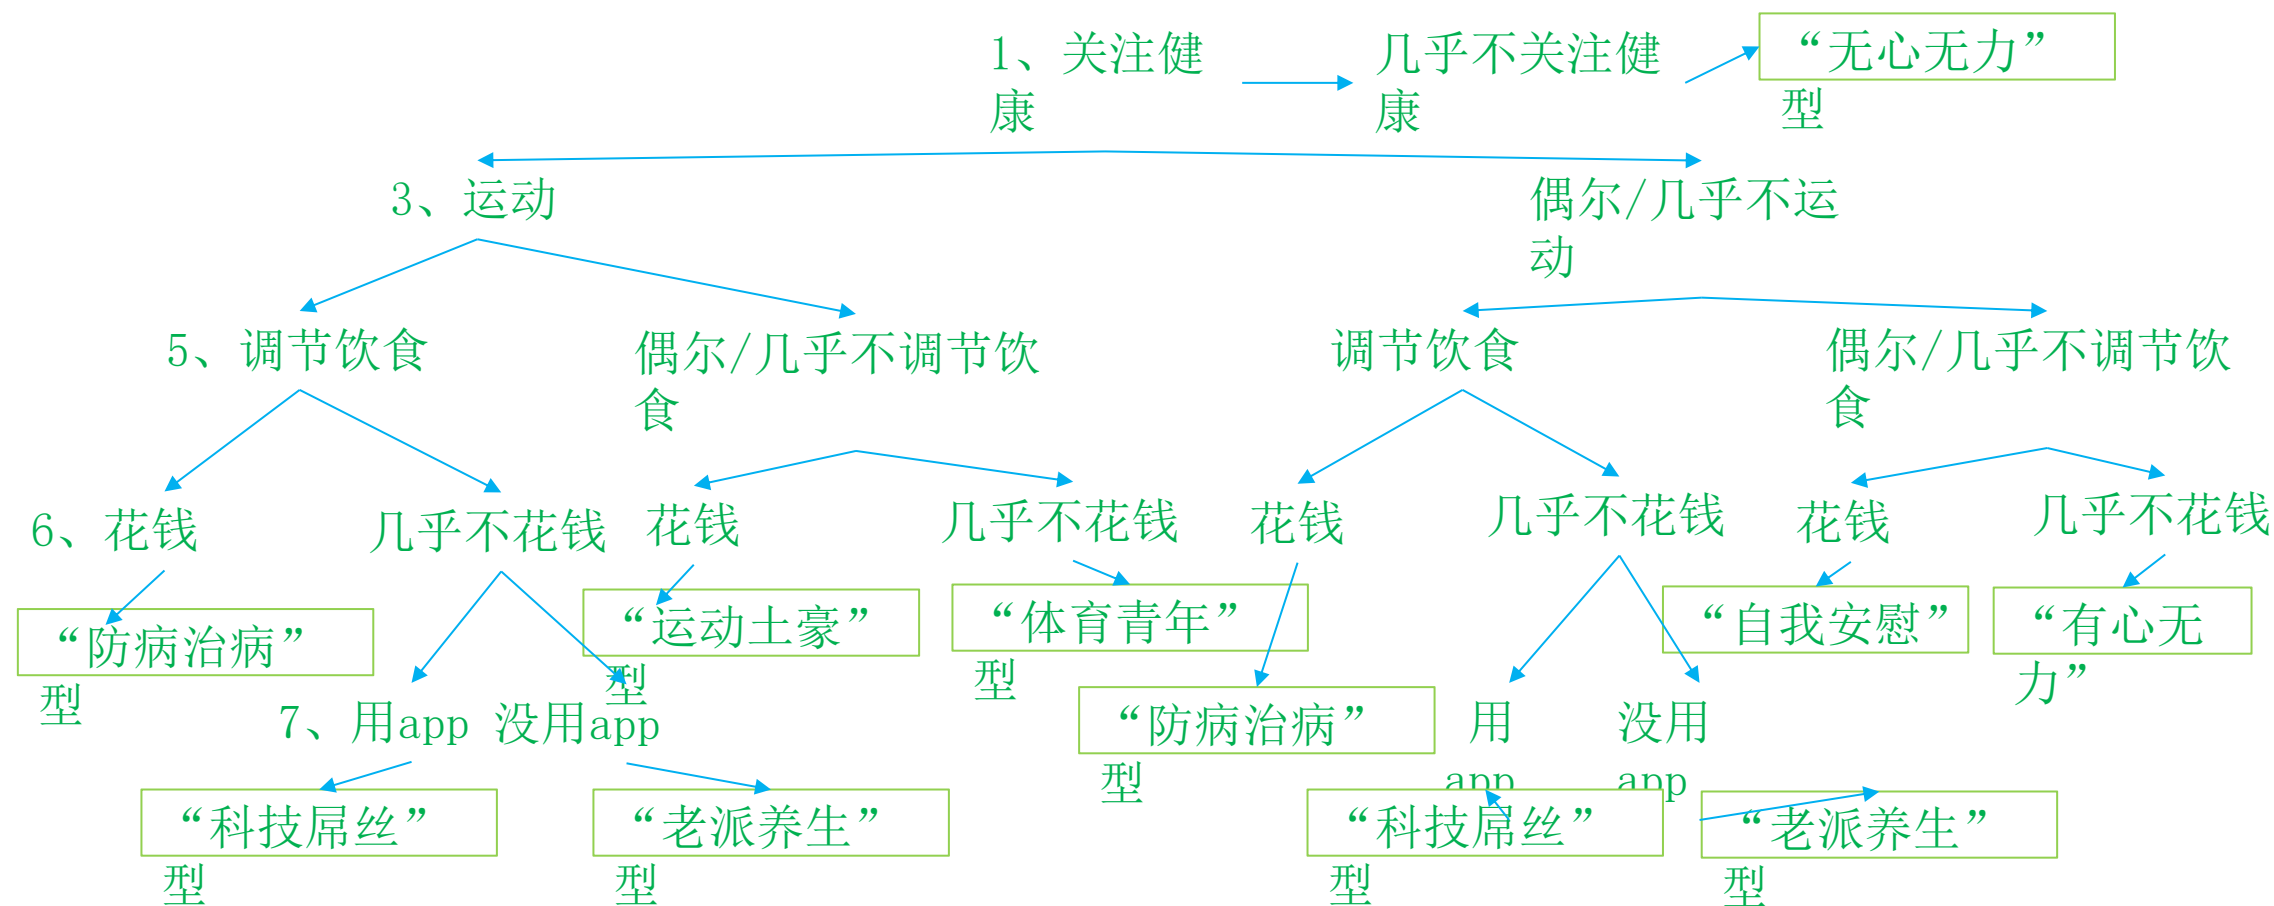 1、关注健
康
几乎不关注健
康
“无心无力”
型
3、运动
偶尔/几乎不运
动
5、调节饮食
偶尔/几乎不调节饮
食
调节饮食
偶尔/几乎不调节饮
食
6、花钱
几乎不花钱
花钱
几乎不花钱
花钱
几乎不花钱
花钱
几乎不花钱
“防病治病”
型
“运动土豪”
型
“体育青年”
型
“防病治病”
型
“自我安慰”
“有心无
力”
7、用app
没用app
用
app
没用
app
“科技屌丝”
型
“老派养生”
型
“科技屌丝”
型
“老派养生”
型